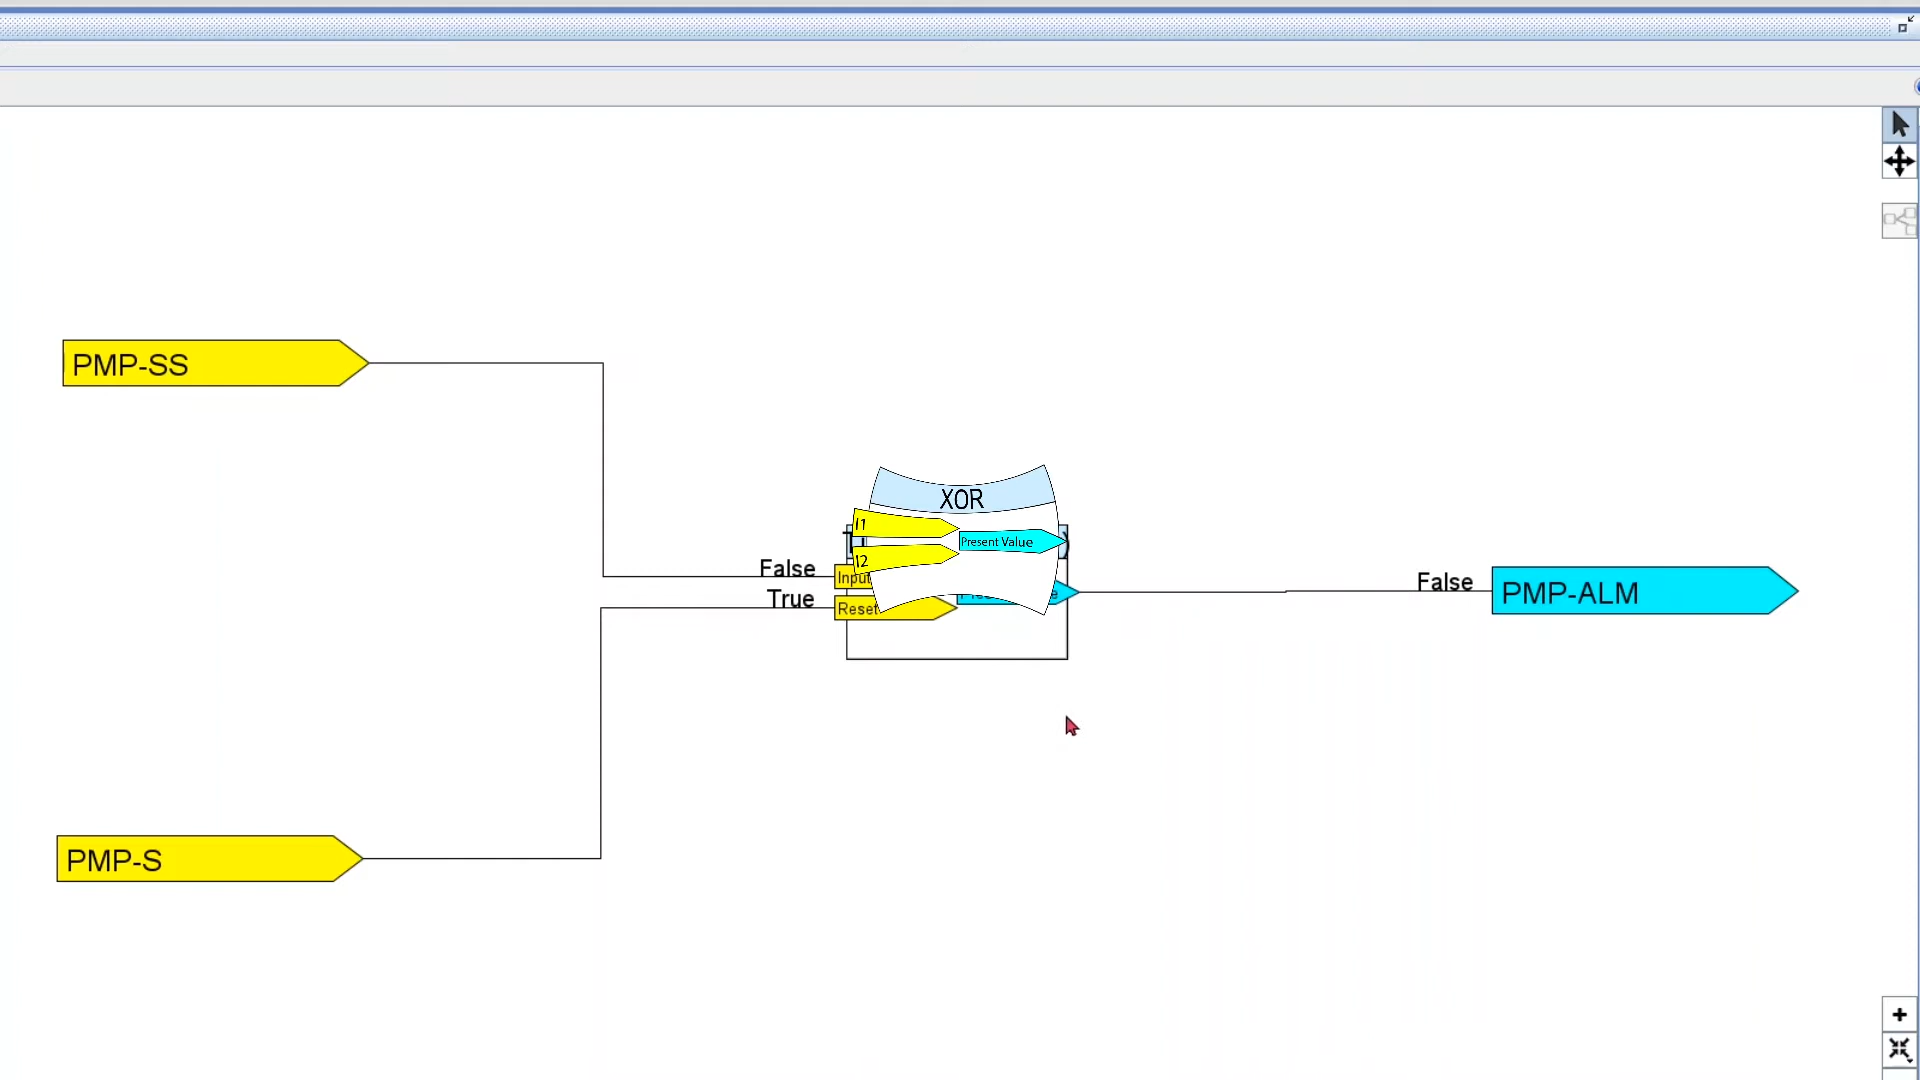 PMP-SS
XOR
I1
Present Value
I2
False
Input
True
Reset
False
PMP-ALM
PMP-S